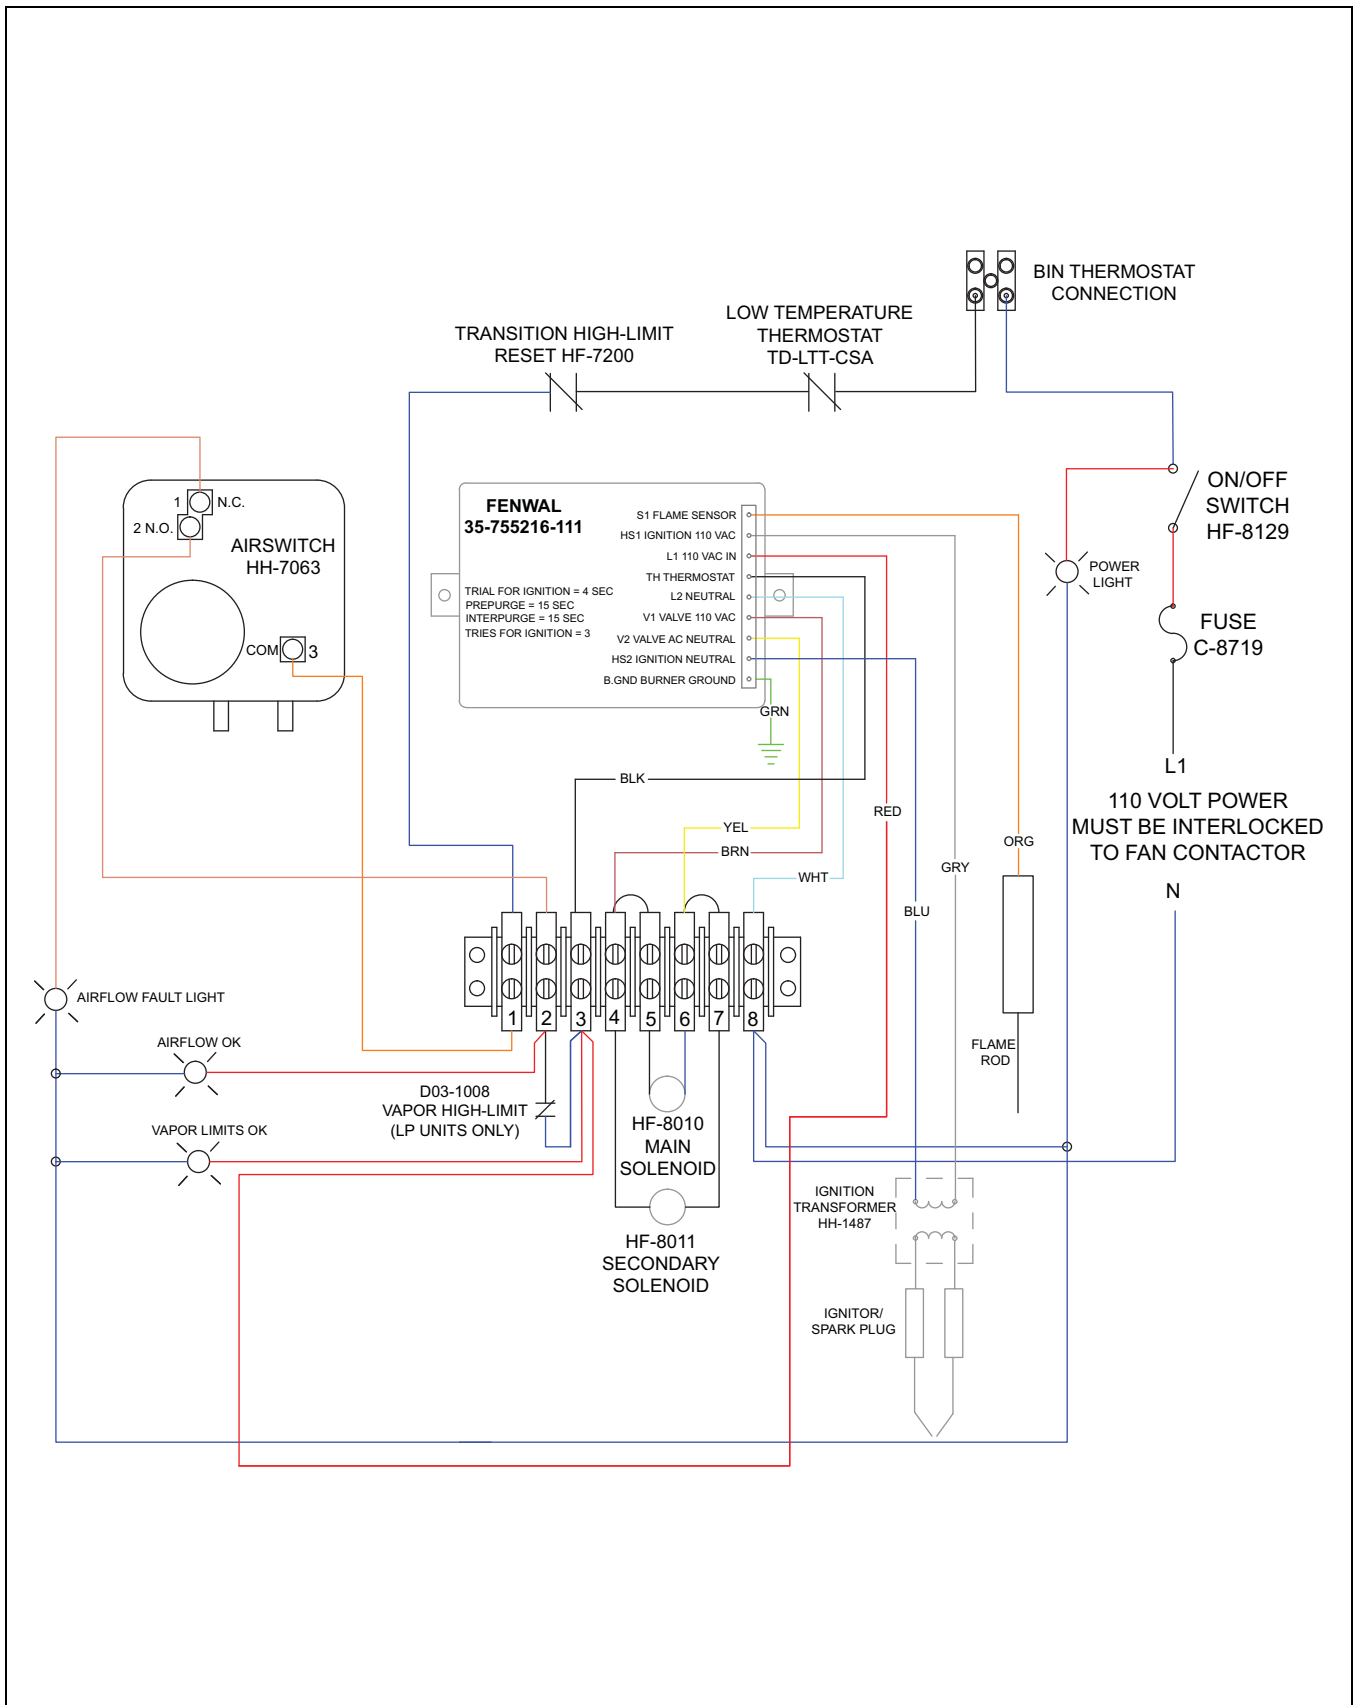 BIN THERMOSTAT
CONNECTION
LOW TEMPERATURE
THERMOSTAT
TD-LTT-CSA
TRANSITION HIGH-LIMIT
RESET HF-7200
ON/OFF
SWITCH
HF-8129
POWER
LIGHT
FUSE
C-8719
L1
110 VOLT POWER
MUST BE INTERLOCKED
TO FAN CONTACTOR
N
1 N.C.
2 N.O.
AIRSWITCH
HH-7063
COM 3
FENWAL
35-755216-111
TRIAL FOR IGNITION = 4 SEC
PREPURGE = 15 SEC
INTERPURGE = 15 SEC
TRIES FOR IGNITION = 3
S1 FLAME SENSOR
HS1 IGNITION 110 VAC
L1 110 VAC IN
TH THERMOSTAT
L2 NEUTRAL
V1 VALVE 110 VAC
V2 VALVE AC NEUTRAL
HS2 IGNITION NEUTRAL
B.GND BURNER GROUND
GRN
BLK
YEL
BRN
WHT
RED
GRY
ORG
BLU
1 2 3 4 5 6 7 8
AIRFLOW FAULT LIGHT
AIRFLOW OK
VAPOR LIMITS OK
D03-1008
VAPOR HIGH-LIMIT
(LP UNITS ONLY)
HF-8010
MAIN
SOLENOID
HF-8011
SECONDARY
SOLENOID
FLAME
ROD
IGNITION
TRANSFORMER
HH-1487
IGNITOR/
SPARK PLUG